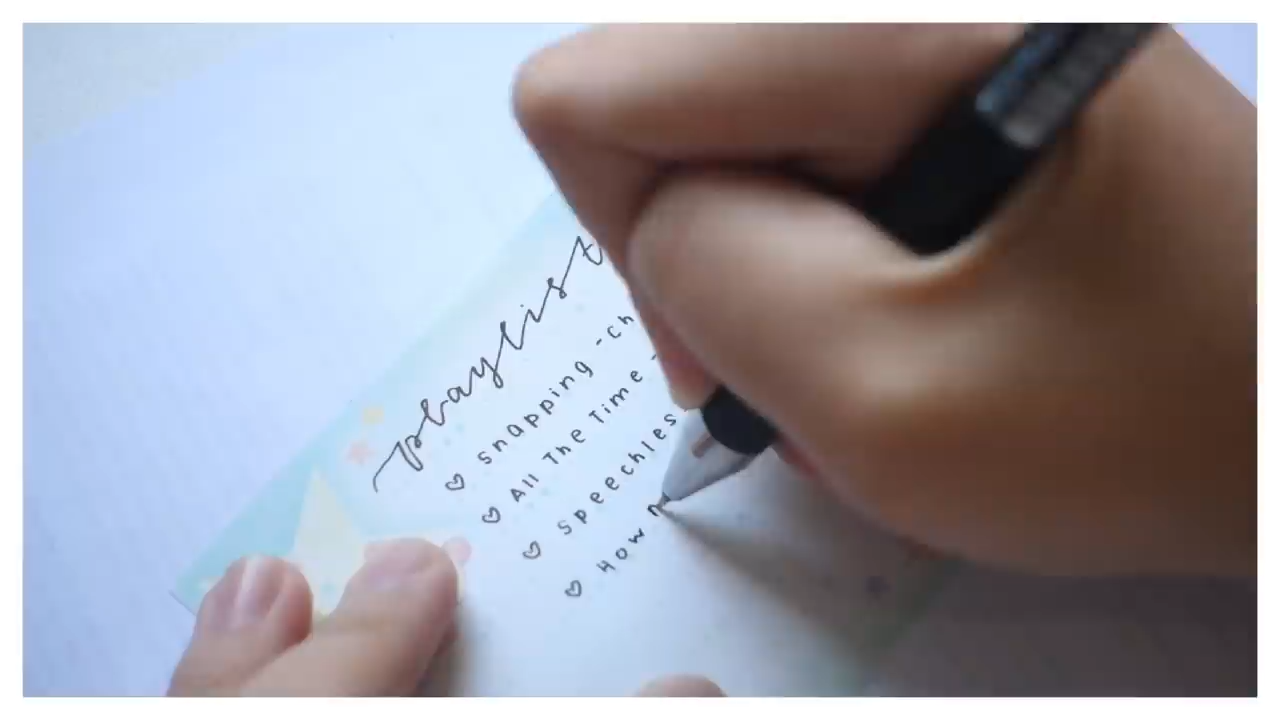 playlist
snapping - Ch
All The Time -
Speechles
How n